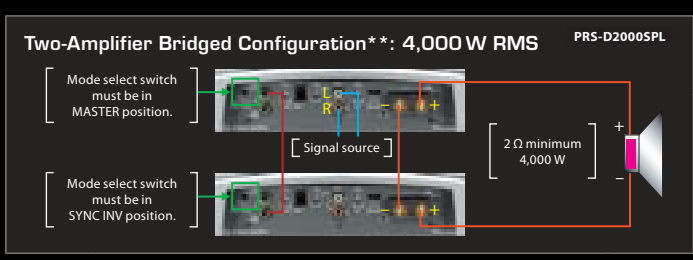 Two-Amplifier Bridged Configuration**: 4,000 W RMS
PRS-D2000SPL
Mode select switch
must be in
MASTER position.
L
R
– +
Signal source
+
2 Ω minimum
4,000 W
–
Mode select switch
must be in
SYNC INV position.
– +